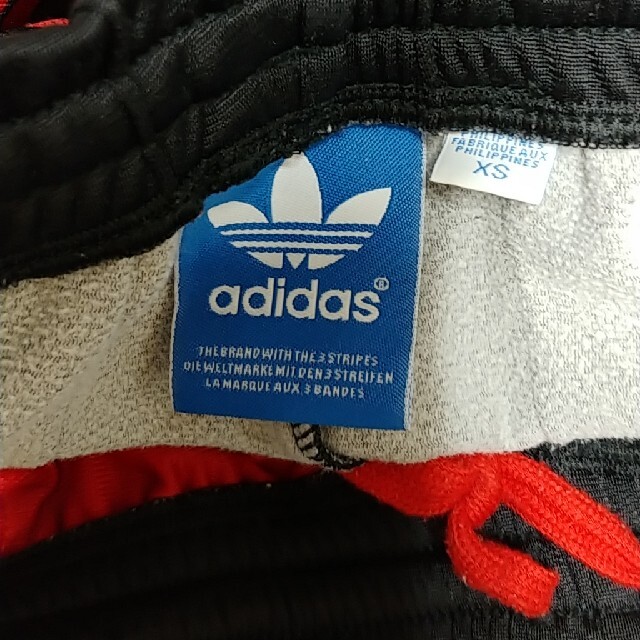 adidas®
THE BRAND WITH THE 3 STRIPES
DIE WELTMARKE MIT DEN 3 STREIFEN
LA MARQUE AUX 3 BANDES
PHILIPPINES
FABRIQUE AUX
PHILIPPINES
XS